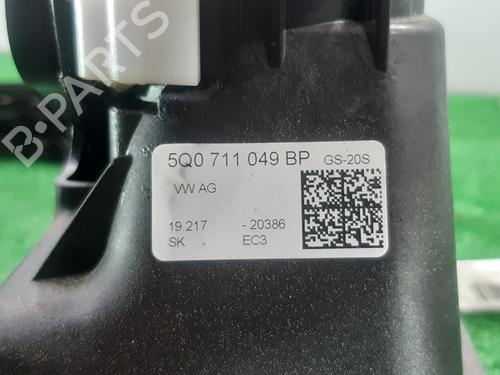 B-PARTS
5Q0 711 049 BP GS-20S
VW AG
19.217 - 20386
SK EC3